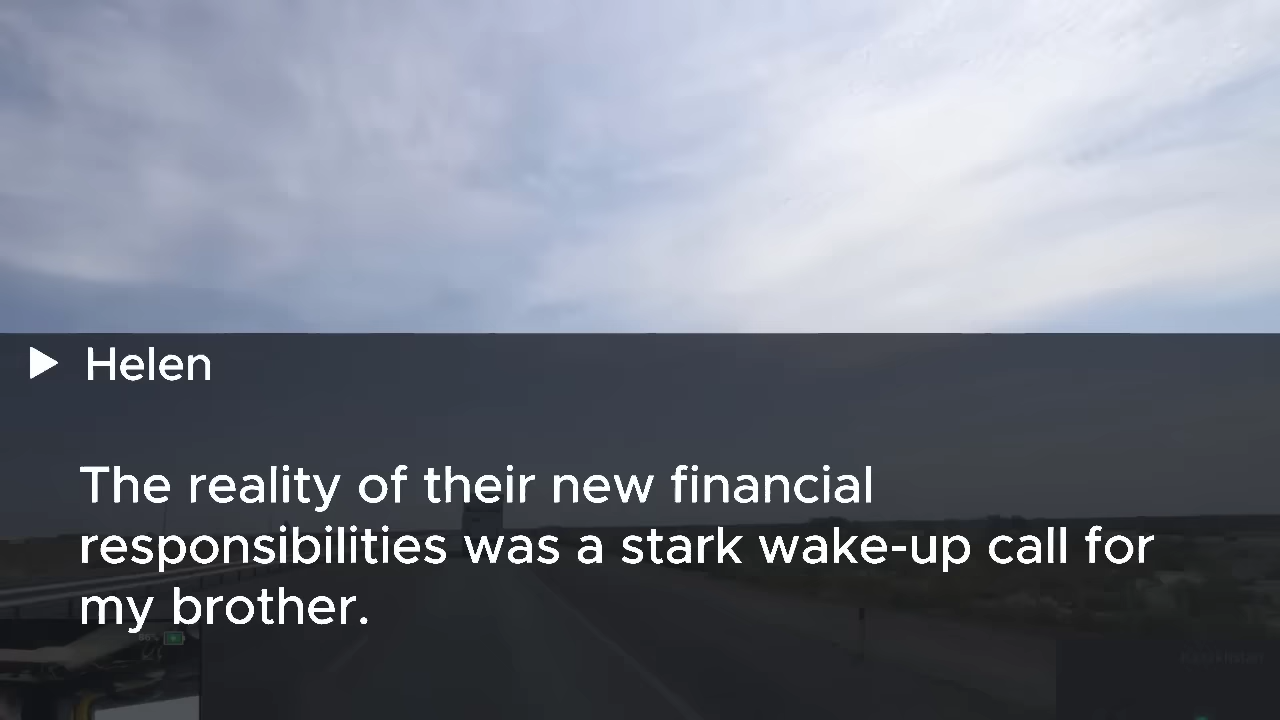 Helen
The reality of their new financial
responsibilities was a stark wake-up call for
my brother.